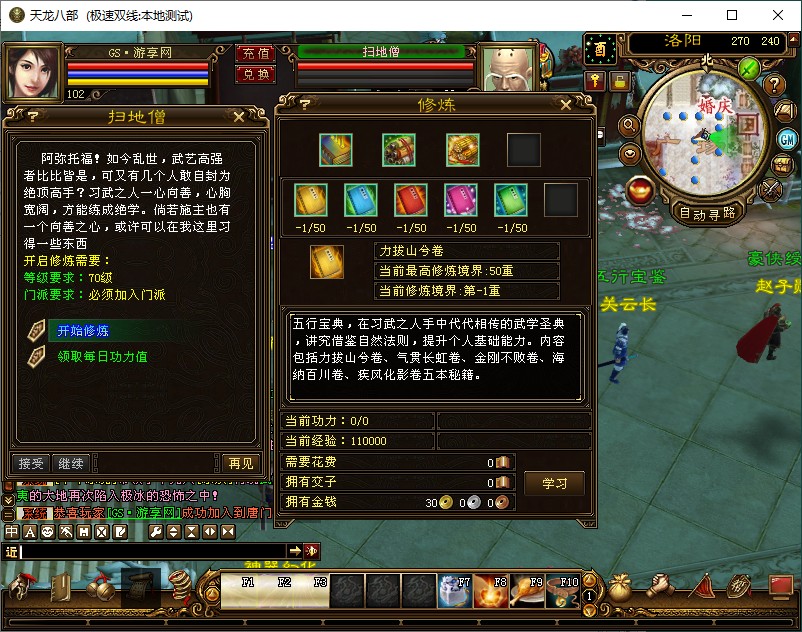 天龙八部 (极速双线:本地测试)
GS·游享网
102
充值
兑换
扫地僧
酉
洛阳
270 240
北
婚庆
GM
自动寻路
扫地僧
阿弥托福！如今乱世，武艺高强
者比比皆是，可又有几个人敢自封为
绝顶高手？习武之人一心向善，心胸
宽阔，方能练成绝学。倘若施主也有
一个向善之心，或许可以在我这里习
得一些东西
开启修炼需要：
等级要求：70级
门派要求：必须加入门派
开始修炼
领取每日功力值
接受
继续
再见
修炼
-1/50
-1/50
-1/50
-1/50
-1/50
力拔山兮卷
当前最高修炼境界:50重
当前修炼境界:第-1重
五行宝典，在习武之人手中代代相传的武学圣典
，讲究借鉴自然法则，提升个人基础能力。内容
包括力拔山兮卷、气贯长虹卷、金刚不败卷、海
纳百川卷、疾风化影卷五本秘籍。
当前功力：0/0
当前经验：110000
需要花费
0
拥有交子
0
拥有金钱
30 0 0
学习
五行宝鉴
关云长
豪侠绶
赵子
的大地再次陷入极冰的恐怖之中！
系统 恭喜玩家[GS·游享网]成功加入到唐门
中 A
近
F1 F2 F3 F7 F8 F9 F10
1